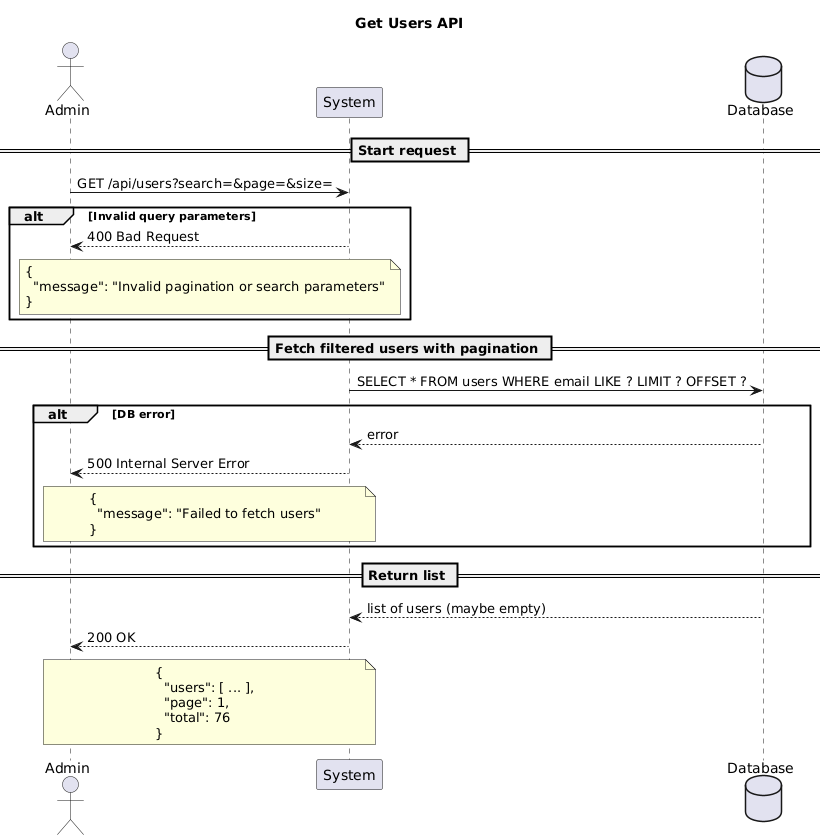 Get Users API
Admin
System
Database
Start request
GET /api/users?search=&page=&size=
alt
[Invalid query parameters]
400 Bad Request
{
"message": "Invalid pagination or search parameters"
}
Fetch filtered users with pagination
SELECT * FROM users WHERE email LIKE ? LIMIT ? OFFSET ?
alt
[DB error]
error
500 Internal Server Error
{
"message": "Failed to fetch users"
}
Return list
list of users (maybe empty)
200 OK
{
"users": [ ... ],
"page": 1,
"total": 76
}
Admin
System
Database